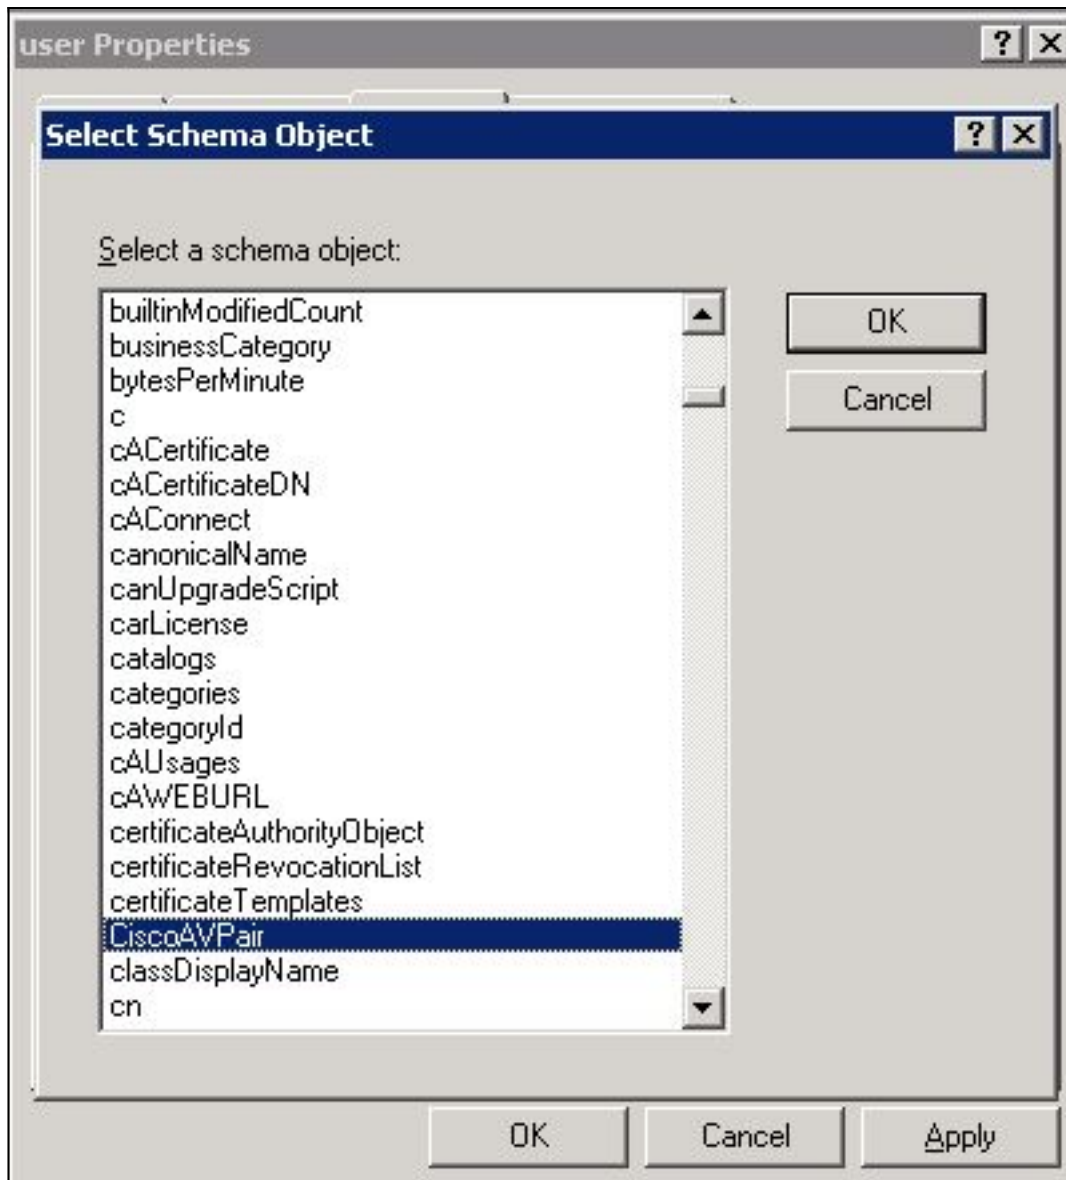 user Properties
Select Schema Object
Select a schema object:
builtinModifiedCount
businessCategory
bytesPerMinute
c
cACertificate
cACertificateDN
cAConnect
canonicalName
canUpgradeScript
carLicense
catalogs
categories
categoryId
cAUsages
cAWEBURL
certificateAuthorityObject
certificateRevocationList
certificateTemplates
CiscoAVPair
classDisplayName
cn
OK
Cancel
OK Cancel Apply